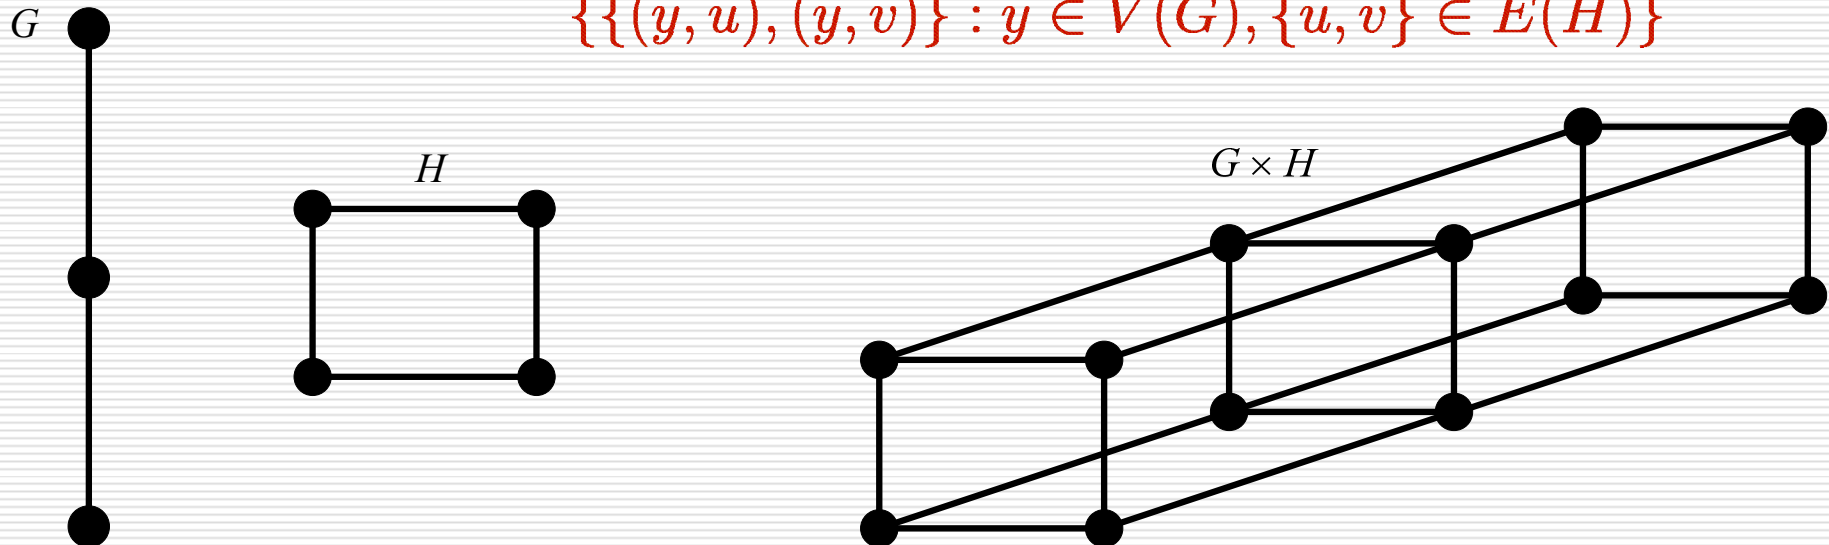 {{(y, u), (y, v)} : y ∈ V(G), {u, v} ∈ E(H)}
G
H
G × H